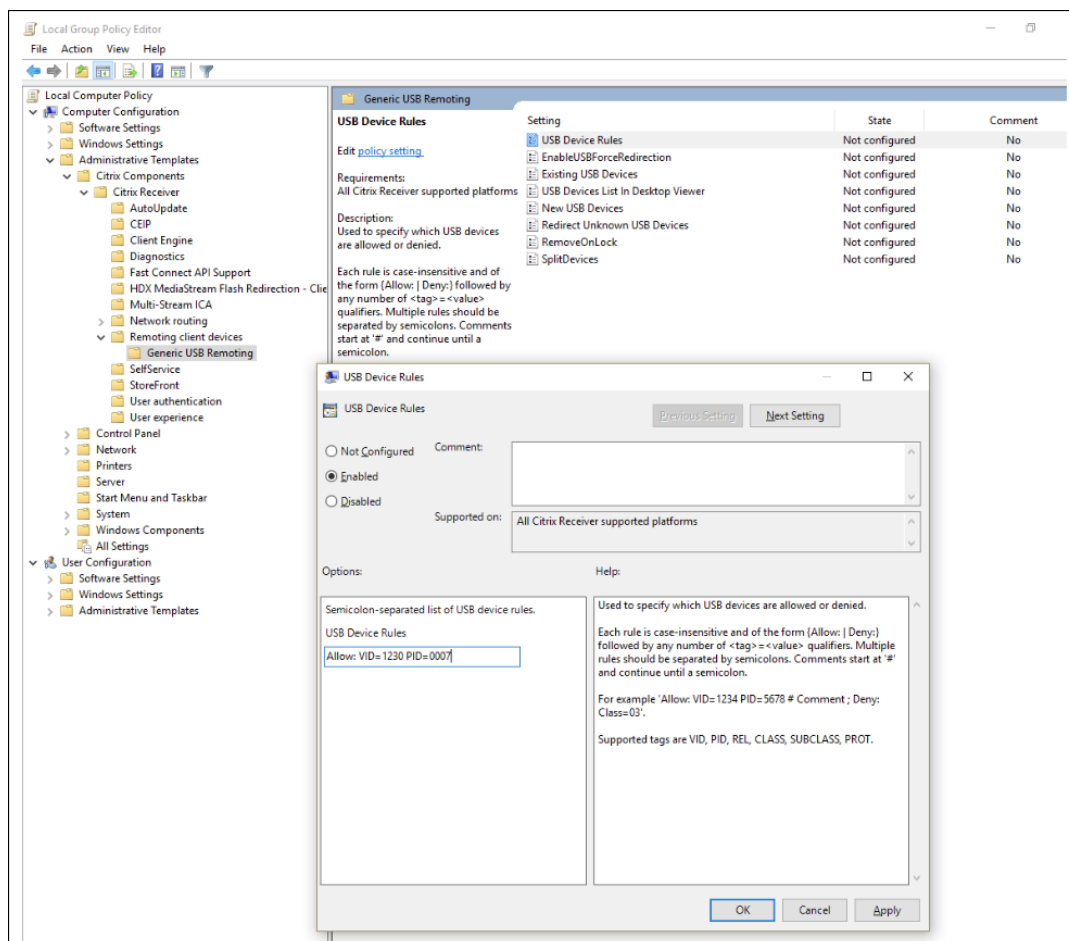 Local Group Policy Editor
File Action View Help
Local Computer Policy
Computer Configuration
Software Settings
Windows Settings
Administrative Templates
Citrix Components
Citrix Receiver
AutoUpdate
CEIP
Client Engine
Diagnostics
Fast Connect API Support
HDX MediaStream Flash Redirection - Clie
Multi-Stream ICA
Network routing
Remoting client devices
Generic USB Remoting
SelfService
StoreFront
User authentication
User experience
Control Panel
Network
Printers
Server
Start Menu and Taskbar
System
Windows Components
All Settings
User Configuration
Software Settings
Windows Settings
Administrative Templates
Generic USB Remoting
USB Device Rules
Edit policy setting
Requirements:
All Citrix Receiver supported platforms
Description:
Used to specify which USB devices
are allowed or denied.
Each rule is case-insensitive and of
the form {Allow: | Deny:} followed by
any number of <tag>=<value>
qualifiers. Multiple rules should be
separated by semicolons. Comments
start at '#' and continue until a
semicolon.
Setting State Comment
USB Device Rules Not configured No
EnableUSBForceRedirection Not configured No
Existing USB Devices Not configured No
USB Devices List In Desktop Viewer Not configured No
New USB Devices Not configured No
Redirect Unknown USB Devices Not configured No
RemoveOnLock Not configured No
SplitDevices Not configured No
USB Device Rules
USB Device Rules
Previous Setting Next Setting
Not Configured
Enabled
Disabled
Comment:
Supported on: All Citrix Receiver supported platforms
Options:
Help:
Semicolon-separated list of USB device rules.
USB Device Rules
Allow: VID=1230 PID=0007
Used to specify which USB devices are allowed or denied.
Each rule is case-insensitive and of the form {Allow: | Deny:}
followed by any number of <tag>=<value> qualifiers. Multiple
rules should be separated by semicolons. Comments start at '#'
and continue until a semicolon.
For example 'Allow: VID=1234 PID=5678 # Comment ; Deny:
Class=03'.
Supported tags are VID, PID, REL, CLASS, SUBCLASS, PROT.
OK Cancel Apply